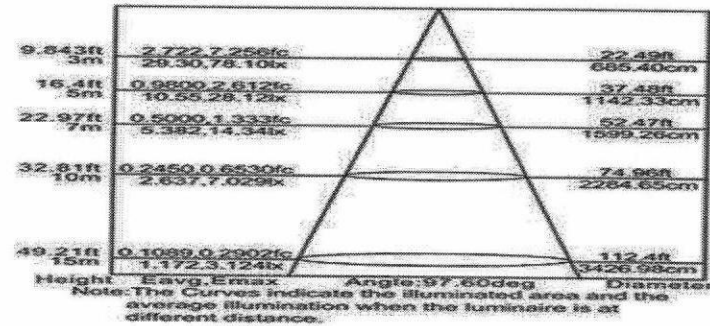 9.843ft 2.722,7.256fc 22.49ft
3m 29.30,78.10lx 685.40cm
16.4ft 0.9800,2.612fc 37.48ft
5m 10.55,28.12lx 1142.33cm
22.97ft 0.5000,1.333fc 52.47ft
7m 5.382,14.34lx 1599.26cm
32.81ft 0.2450,0.6530fc 74.96ft
10m 2.637,7.029lx 2284.65cm
49.21ft 0.1089,0.2902fc 112.4ft
15m 1.172,3.124lx 3426.98cm
Height Eavg,Emax Angle:97.60deg Diameter
Note:The Curves indicate the illuminated area and the
average illumination when the luminaire is at
different distance.